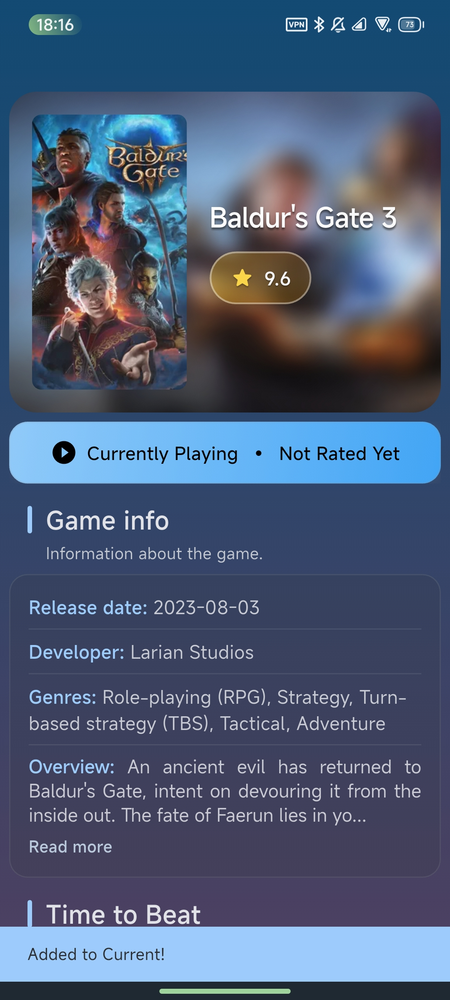 18:16
VPN
73
Baldur's
Gate
Baldur's Gate 3
9.6
Currently Playing • Not Rated Yet
Game info
Information about the game.
Release date: 2023-08-03
Developer: Larian Studios
Genres: Role-playing (RPG), Strategy, Turn-
based strategy (TBS), Tactical, Adventure
Overview: An ancient evil has returned to
Baldur's Gate, intent on devouring it from the
inside out. The fate of Faerun lies in yo...
Read more
Time to Beat
Added to Current!